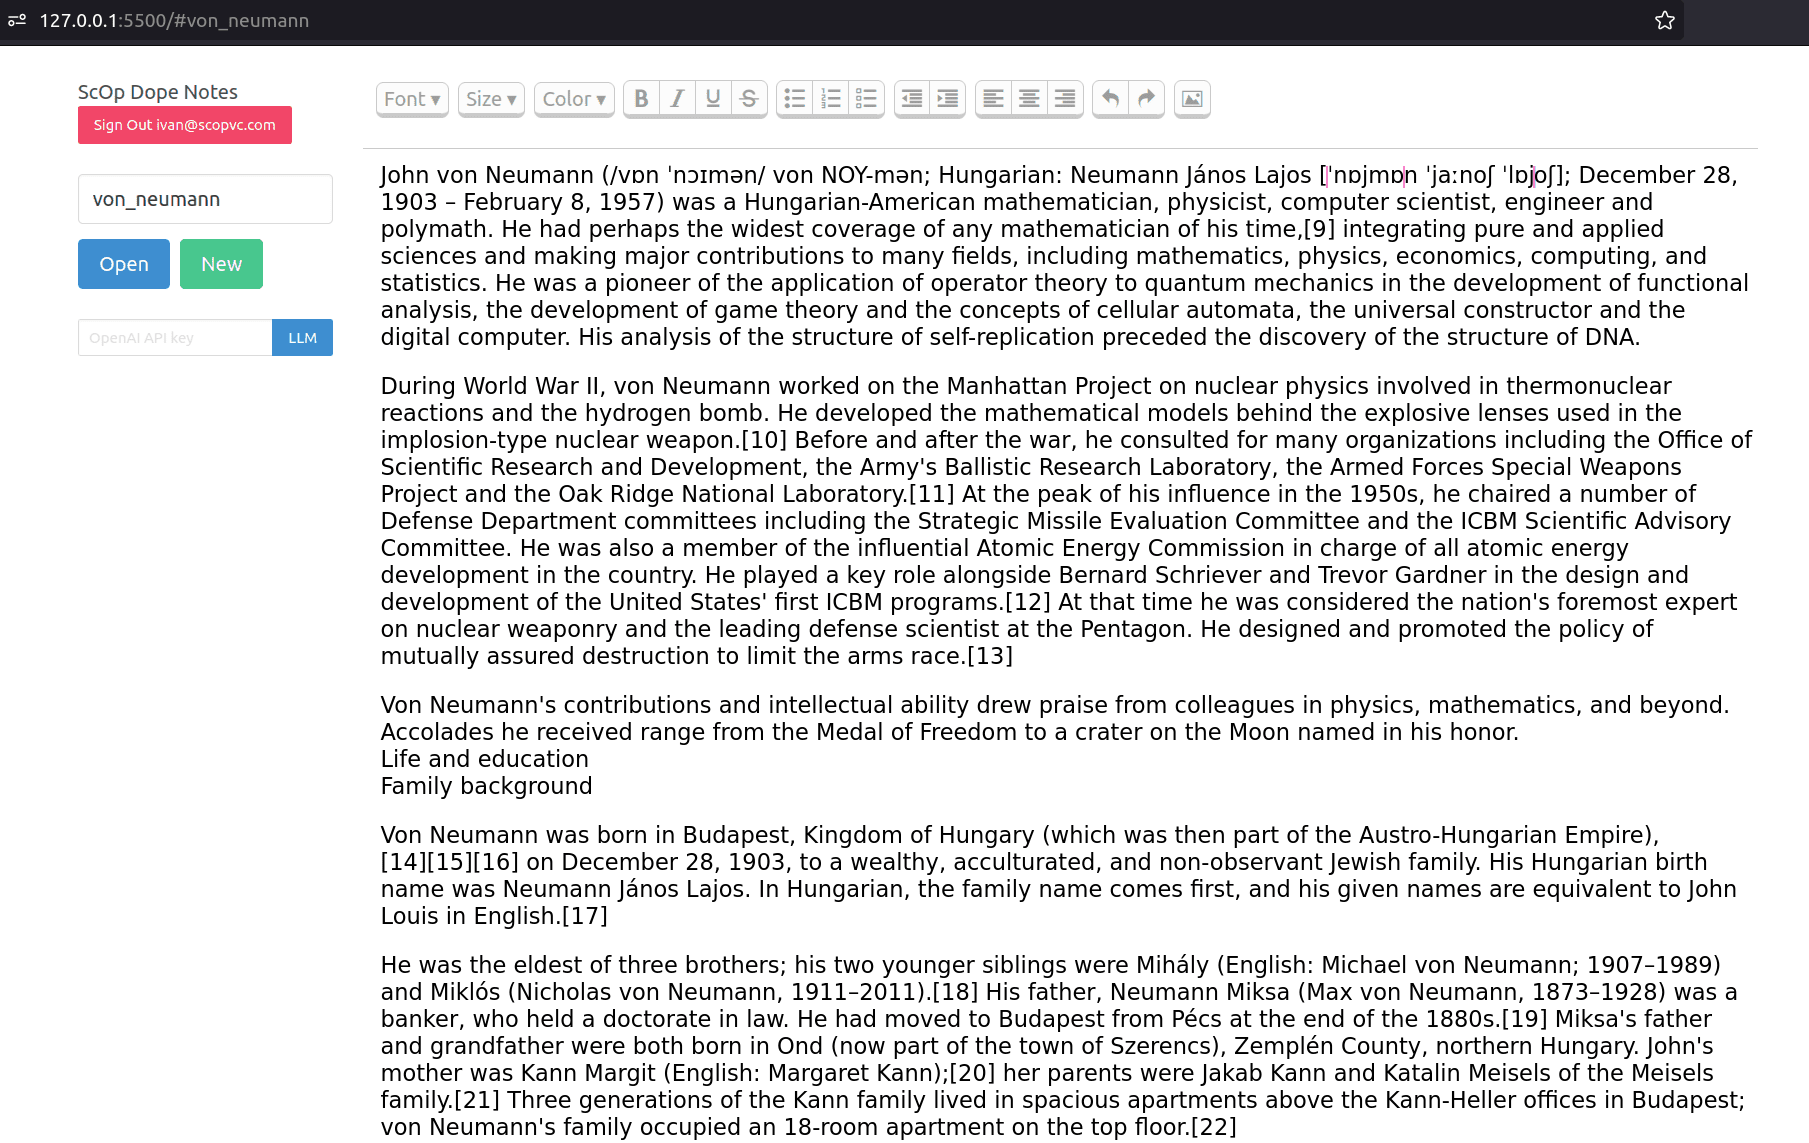 127.0.0.1:5500/#von_neumann
ScOp Dope Notes
Sign Out ivan@scopvc.com
von_neumann
Open New
OpenAI API key LLM
Font ▾ Size ▾ Color ▾ B I U S
John von Neumann (/vɒn ˈnɔɪmən/ von NOY-mən; Hungarian: Neumann János Lajos [ˈnɒjmɒn ˈjaːnoʃ ˈlɒjoʃ]; December 28,
1903 – February 8, 1957) was a Hungarian-American mathematician, physicist, computer scientist, engineer and
polymath. He had perhaps the widest coverage of any mathematician of his time,[9] integrating pure and applied
sciences and making major contributions to many fields, including mathematics, physics, economics, computing, and
statistics. He was a pioneer of the application of operator theory to quantum mechanics in the development of functional
analysis, the development of game theory and the concepts of cellular automata, the universal constructor and the
digital computer. His analysis of the structure of self-replication preceded the discovery of the structure of DNA.
During World War II, von Neumann worked on the Manhattan Project on nuclear physics involved in thermonuclear
reactions and the hydrogen bomb. He developed the mathematical models behind the explosive lenses used in the
implosion-type nuclear weapon.[10] Before and after the war, he consulted for many organizations including the Office of
Scientific Research and Development, the Army's Ballistic Research Laboratory, the Armed Forces Special Weapons
Project and the Oak Ridge National Laboratory.[11] At the peak of his influence in the 1950s, he chaired a number of
Defense Department committees including the Strategic Missile Evaluation Committee and the ICBM Scientific Advisory
Committee. He was also a member of the influential Atomic Energy Commission in charge of all atomic energy
development in the country. He played a key role alongside Bernard Schriever and Trevor Gardner in the design and
development of the United States' first ICBM programs.[12] At that time he was considered the nation's foremost expert
on nuclear weaponry and the leading defense scientist at the Pentagon. He designed and promoted the policy of
mutually assured destruction to limit the arms race.[13]
Von Neumann's contributions and intellectual ability drew praise from colleagues in physics, mathematics, and beyond.
Accolades he received range from the Medal of Freedom to a crater on the Moon named in his honor.
Life and education
Family background
Von Neumann was born in Budapest, Kingdom of Hungary (which was then part of the Austro-Hungarian Empire),
[14][15][16] on December 28, 1903, to a wealthy, acculturated, and non-observant Jewish family. His Hungarian birth
name was Neumann János Lajos. In Hungarian, the family name comes first, and his given names are equivalent to John
Louis in English.[17]
He was the eldest of three brothers; his two younger siblings were Mihály (English: Michael von Neumann; 1907–1989)
and Miklós (Nicholas von Neumann, 1911–2011).[18] His father, Neumann Miksa (Max von Neumann, 1873–1928) was a
banker, who held a doctorate in law. He had moved to Budapest from Pécs at the end of the 1880s.[19] Miksa's father
and grandfather were both born in Ond (now part of the town of Szerencs), Zemplén County, northern Hungary. John's
mother was Kann Margit (English: Margaret Kann);[20] her parents were Jakab Kann and Katalin Meisels of the Meisels
family.[21] Three generations of the Kann family lived in spacious apartments above the Kann-Heller offices in Budapest;
von Neumann's family occupied an 18-room apartment on the top floor.[22]